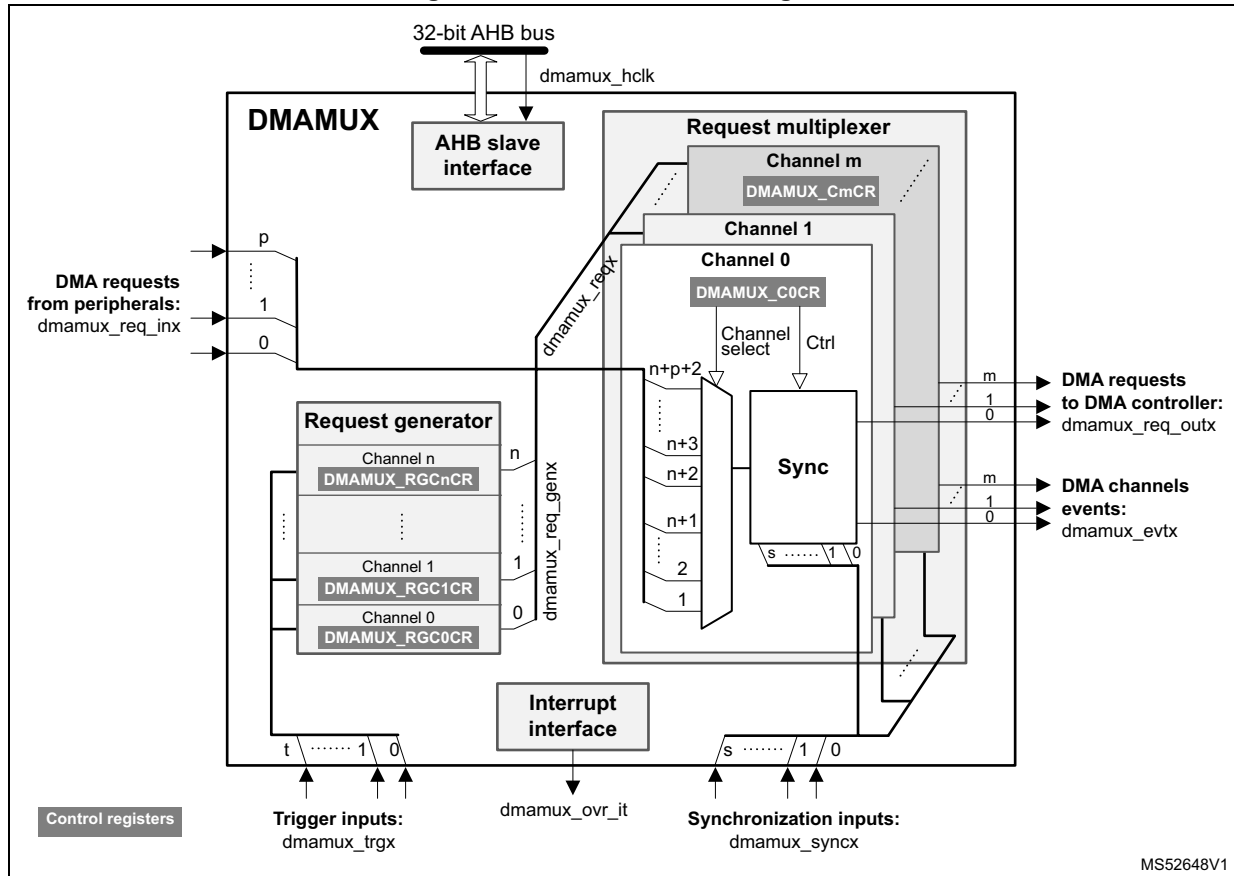 32-bit AHB bus
dmamux_hclk
DMAMUX
AHB slave
interface
Request multiplexer
Channel m
DMAMUX_CmCR
Channel 1
Channel 0
DMAMUX_C0CR
Channel
select
Ctrl
p
1
0
DMA requests
from peripherals:
dmamux_req_inx
dmamux_reqx
n+p+2
n+3
n+2
n+1
2
1
Sync
s ······· 1 0
m
1
0
DMA requests
to DMA controller:
dmamux_req_outx
m
1
0
DMA channels
events:
dmamux_evtx
Request generator
Channel n
DMAMUX_RGCnCR
Channel 1
DMAMUX_RGC1CR
Channel 0
DMAMUX_RGC0CR
n
1
0
dmamux_req_genx
Interrupt
interface
dmamux_ovr_it
t ······· 1 0
Trigger inputs:
dmamux_trgx
s ······· 1 0
Synchronization inputs:
dmamux_syncx
Control registers
MS52648V1